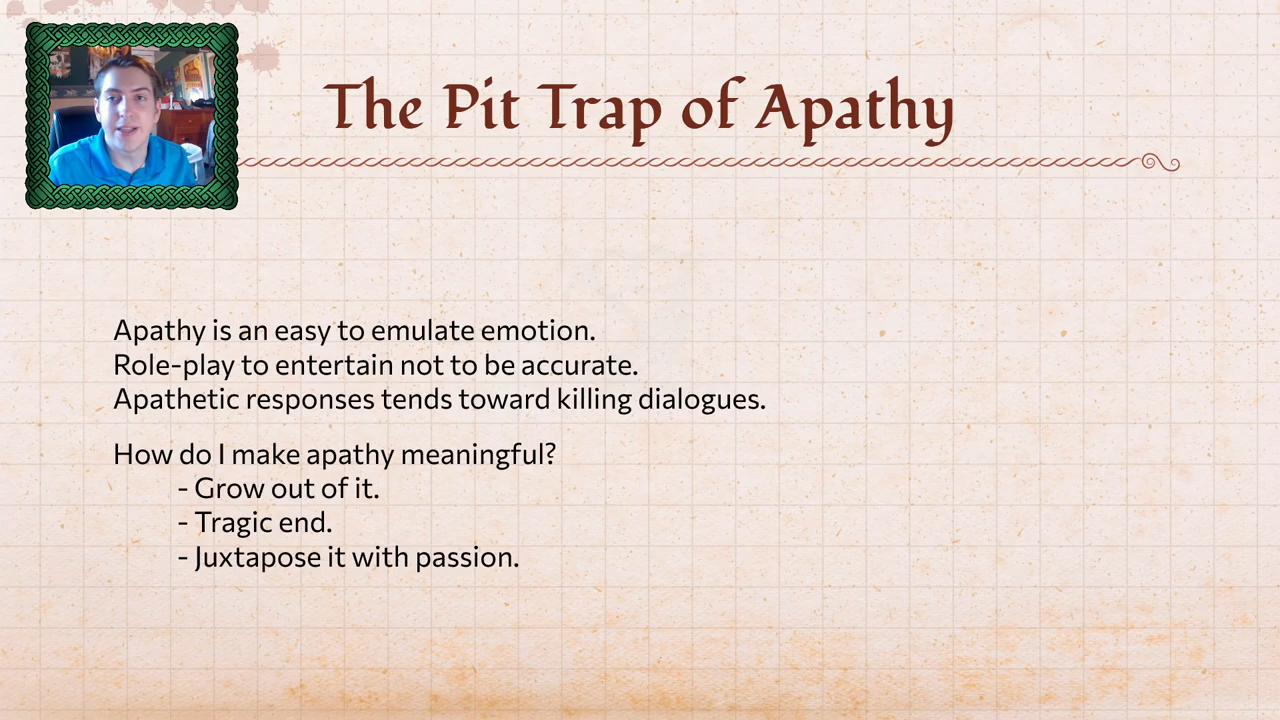 The Pit Trap of Apathy
Apathy is an easy to emulate emotion.
Role-play to entertain not to be accurate.
Apathetic responses tends toward killing dialogues.
How do I make apathy meaningful?
- Grow out of it.
- Tragic end.
- Juxtapose it with passion.